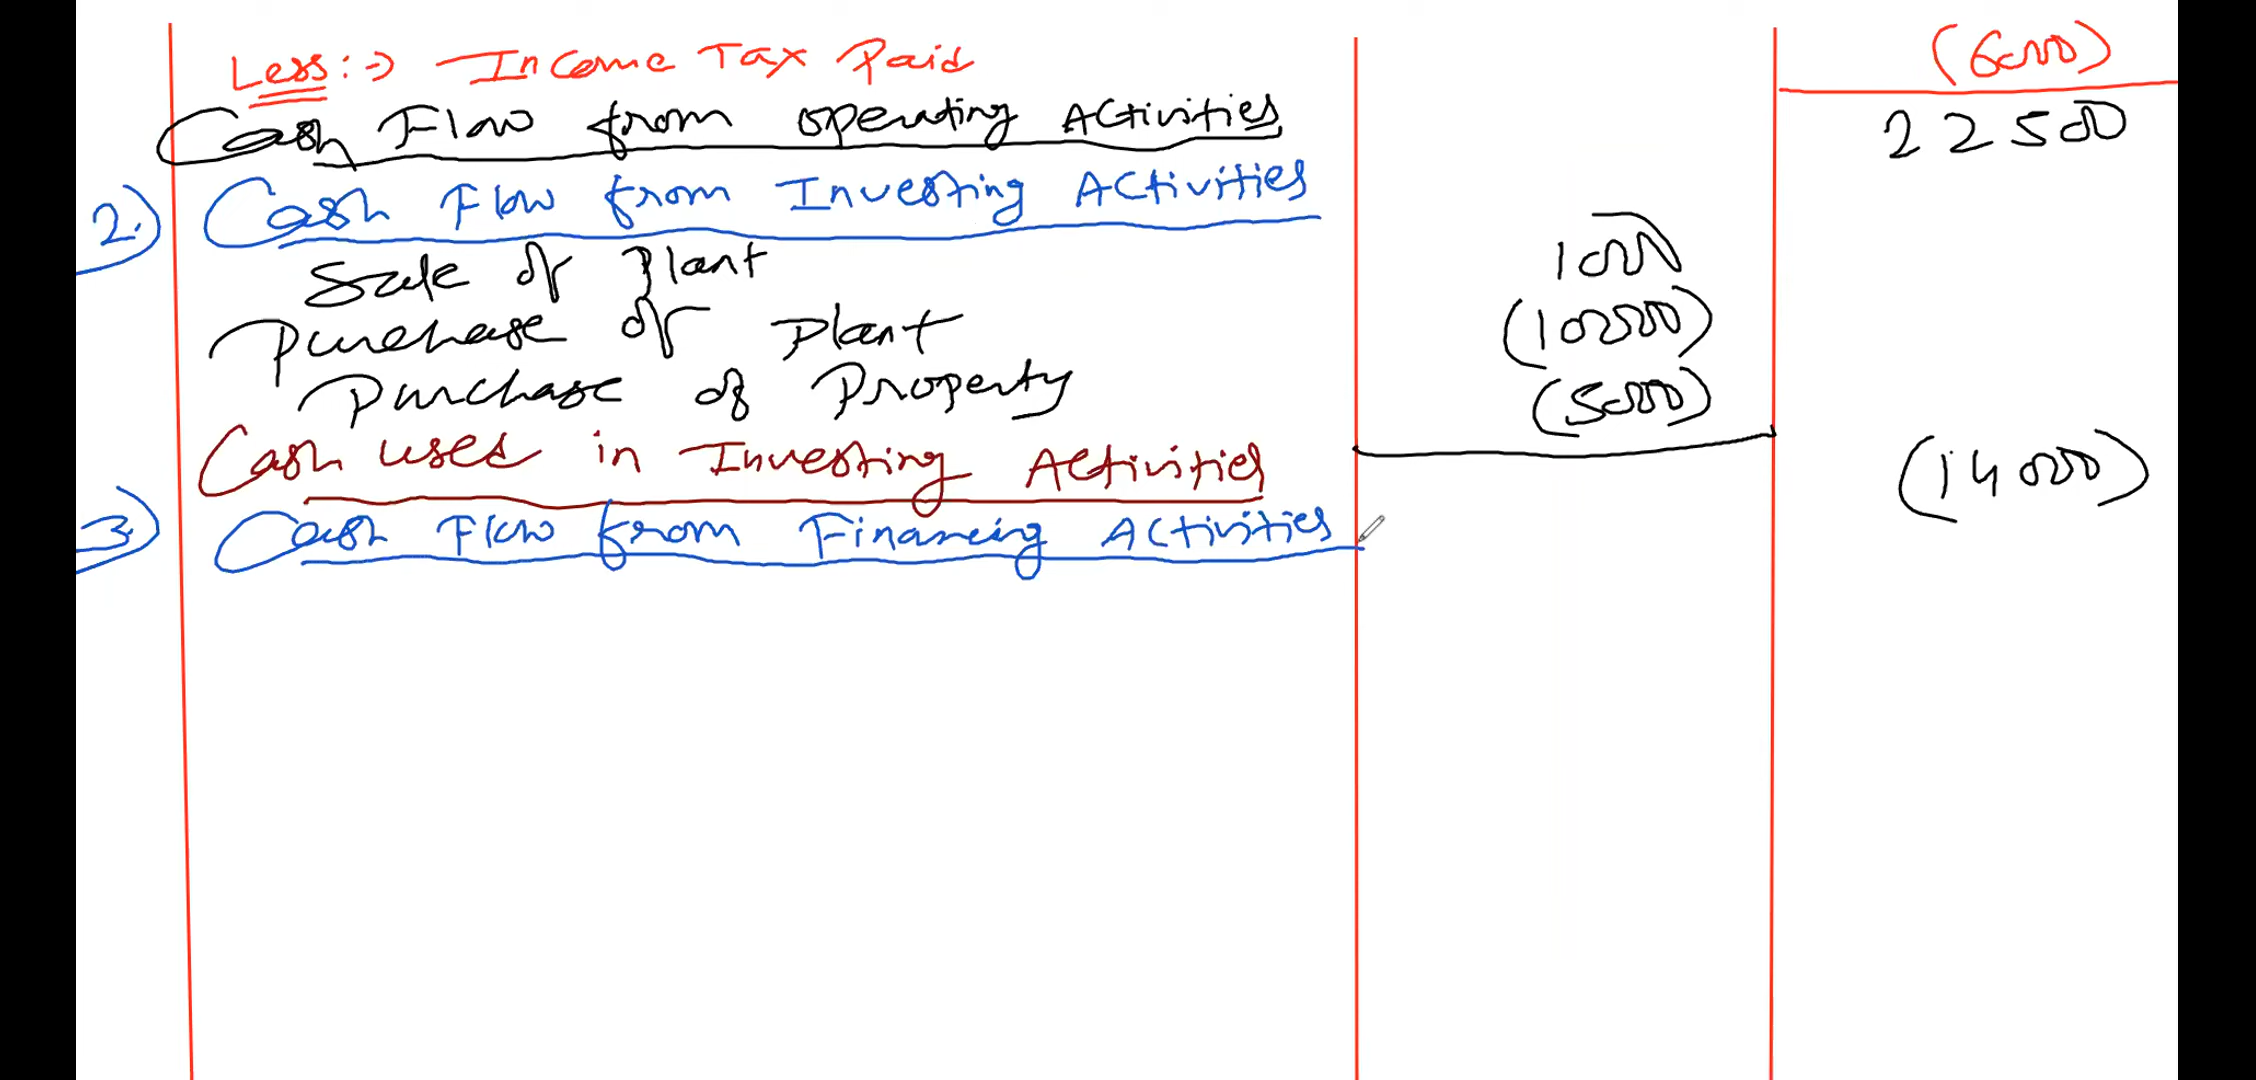 Less:-> Income Tax Paid (6000)
Cash Flow from operating Activities 22500
2.) Cash Flow from Investing Activities
Sale of Plant 1000
Purchase of Plant (10000)
Purchase of Property (5000)
Cash used in Investing Activities (14000)
3.) Cash Flow from Financing Activities